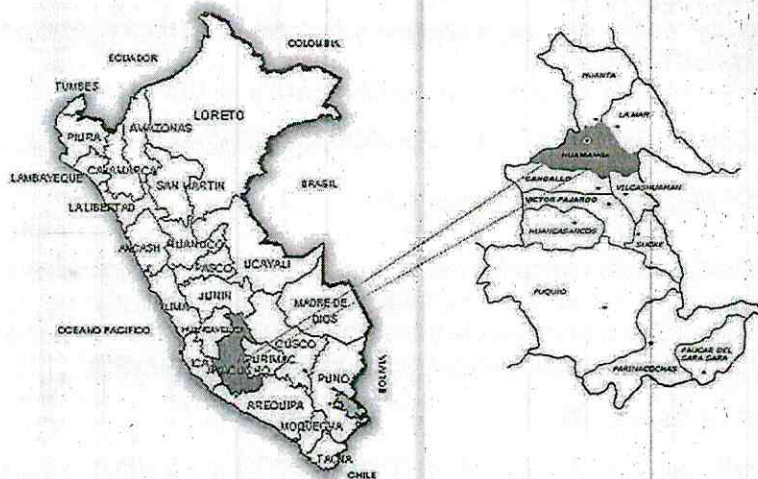 COLOMBIA
ECUADOR
TUMBES
LORETO
AMAZONAS
PIURA
LAMBAYEQUE
CAJAMARCA
SAN MARTIN
BRASIL
LA LIBERTAD
ANCASH
HUANUCO
UCAYALI
PASCO
JUNIN
LIMA
MADRE DE
DIOS
OCEANO PACIFICO
HUANCAVELICA
CUSCO
ICA
AYACUCHO
APURIMAC
PUNO
BOLIVIA
AREQUIPA
MOQUEGUA
TACNA
CHILE
HUANTA
LA MAR
HUAMANGA
CANGALLO
VILCASHUAMAN
VICTOR FAJARDO
HUANCASANCOS
SUCRE
PUQUIO
PAUCAR DEL
SARA SARA
PARINACOCHAS